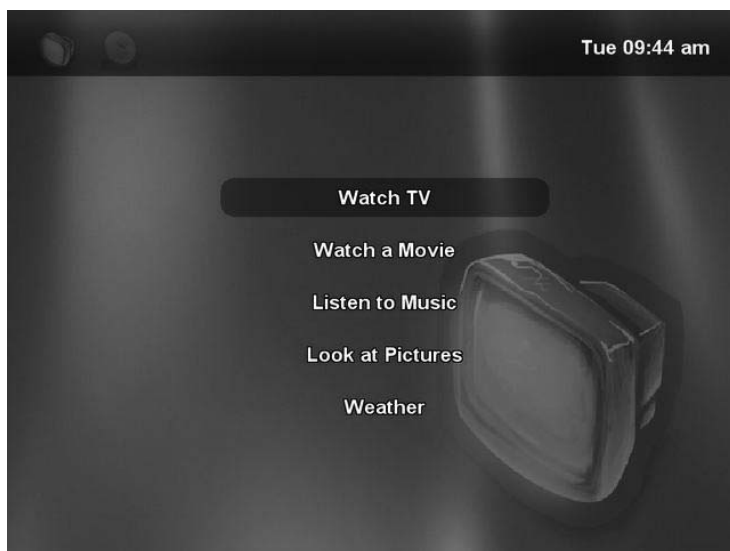 Tue 09:44 am
Watch TV
Watch a Movie
Listen to Music
Look at Pictures
Weather